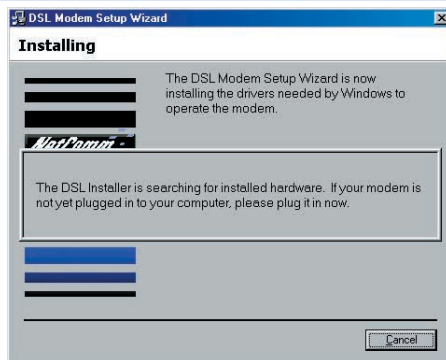 DSL Modem Setup Wizard
Installing
The DSL Modem Setup Wizard is now
installing the drivers needed by Windows to
operate the modem.
NetComm
The DSL Installer is searching for installed hardware. If your modem is
not yet plugged in to your computer, please plug it in now.
Cancel